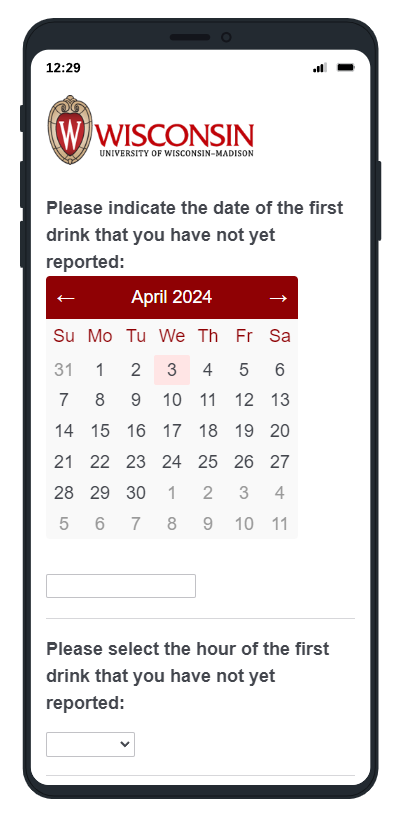 12:29
W
WISCONSIN
UNIVERSITY OF WISCONSIN–MADISON
Please indicate the date of the first
drink that you have not yet
reported:
← April 2024 →
Su Mo Tu We Th Fr Sa
31 1 2 3 4 5 6
7 8 9 10 11 12 13
14 15 16 17 18 19 20
21 22 23 24 25 26 27
28 29 30 1 2 3 4
5 6 7 8 9 10 11
Please select the hour of the first
drink that you have not yet
reported: